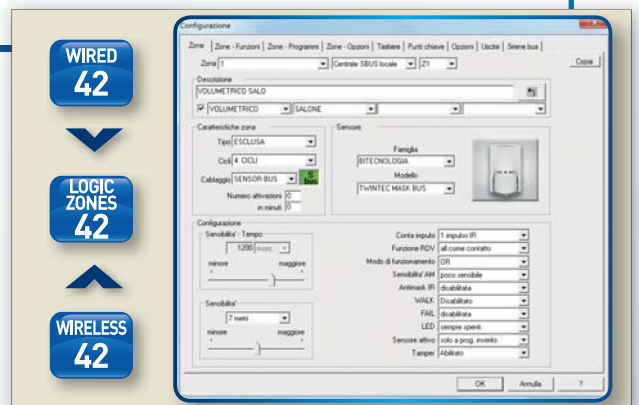 WIRED
42
LOGIC
ZONES
42
WIRELESS
42
Configurazione
Zone | Zone - Funzioni | Zone - Programmi | Zone - Opzioni | Tastiere | Punti chiave | Opzioni | Uscite | Sirene bus
Zona 1 Centrale SBUS locale Z1 Copia
Descrizione
VOLUMETRICO SALO
VOLUMETRICO SALONE
Caratteristiche zona
Tipo ESCLUSA
Cicli 4 CICLI
Cablaggio SENSOR BUS S bus
Numero attivazioni 0
in minuti 0
Sensore
Famiglia
BITECNOLOGIA
Modello
TWINTEC MASK BUS
Configurazione
Sensibilita' - Tempo
1200 msec
minore maggiore
Sensibilita'
7 metri
minore maggiore
Conta impulsi 1 impulso IR
Funzione RDV all.come contatto
Modo di funzionamento OR
Sensibilita' AM poco sensibile
Antimask IR disabilitata
WALK Disabilitato
FAIL disabilitata
LED sempre spenti
Sensore attivo solo a prog. inserito
Tamper Abilitato
OK Annulla ?